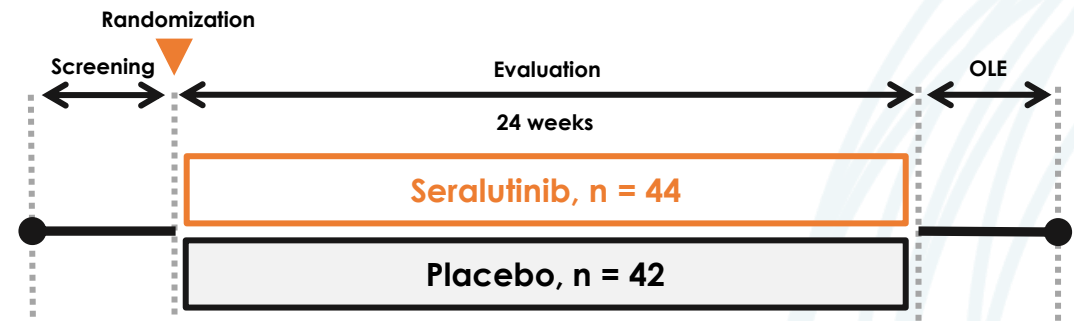 Randomization
Screening
Evaluation
OLE
24 weeks
Seralutinib, n = 44
Placebo, n = 42